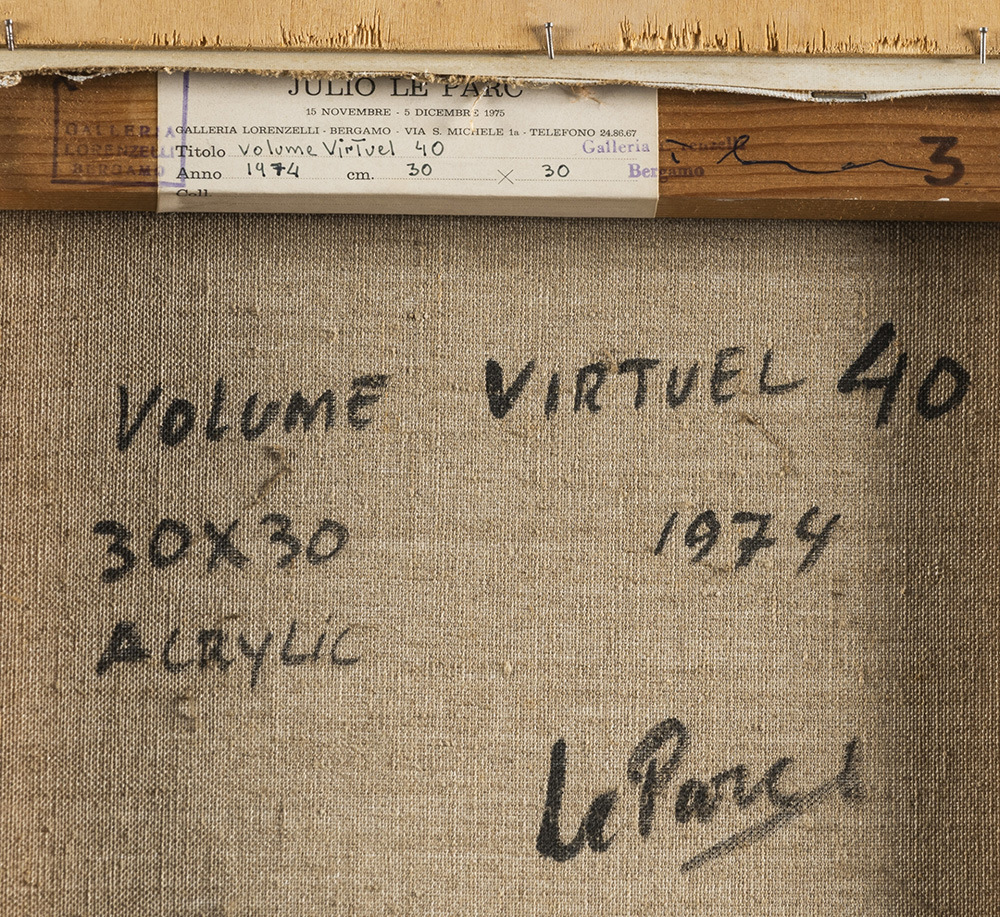 JULIO LE PARC
15 NOVEMBRE - 5 DICEMBRE 1975
GALLERIA LORENZELLI - BERGAMO - VIA S. MICHELE 1a - TELEFONO 24.86.67
Titolo Volume Virtuel 40
Anno 1974 cm. 30 × 30
Coll.
GALLERIA
LORENZELLI
BERGAMO
Galleria Lorenzelli
Bergamo
3
VOLUME VIRTUEL 40
30X30 1974
ACRYLIC
Le Parc